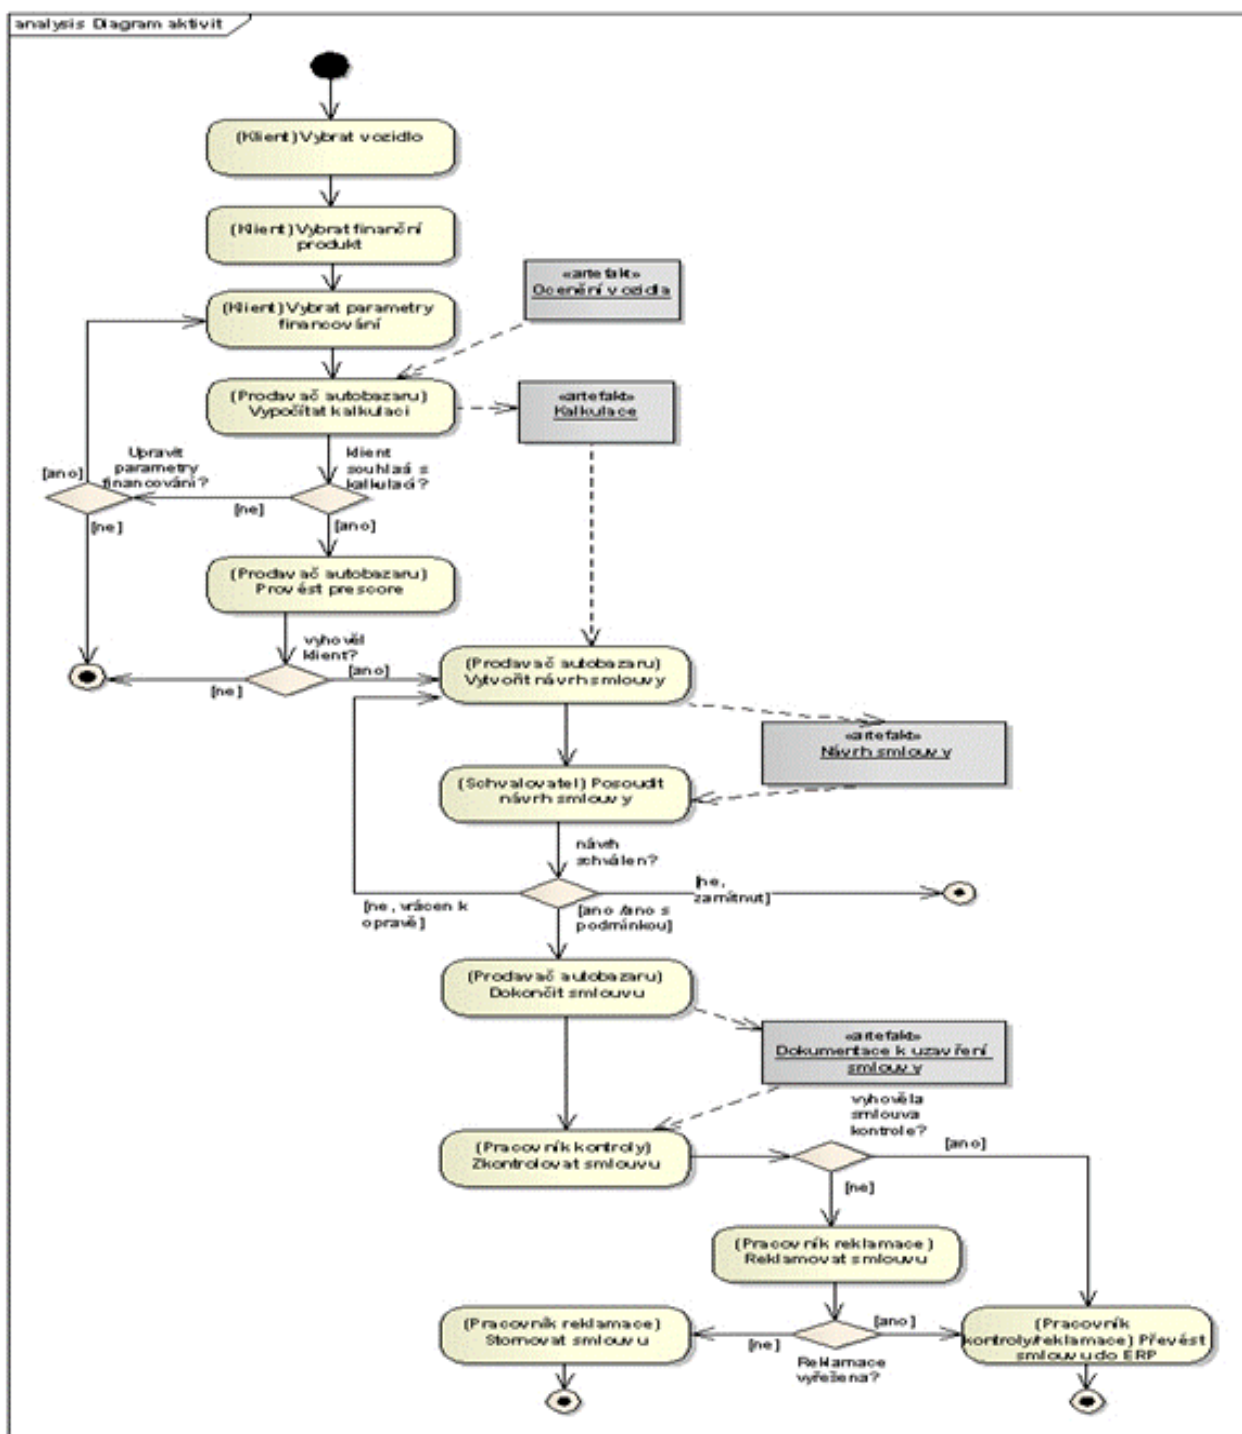 analysis Diagram aktivit
(Klient) Vybrat vozidlo
(Klient) Vybrat finanční
produkt
«artefakt»
Ocenění vozidla
(Klient) Vybrat parametry
financování
(Prodavač autobazaru)
Vypočítat kalkulaci
«artefakt»
Kalkulace
Upravit
parametry
financování?
[ano]
[ne]
klient
souhlasí s
kalkulací?
[ne]
[ano]
(Prodavač autobazaru)
Provést prescore
vyhověl
klient?
[ne]
[ano]
(Prodavač autobazaru)
Vytvořit návrh smlouvy
«artefakt»
Návrh smlouvy
(Schvalovatel) Posoudit
návrh smlouvy
návrh
schválen?
[ne, vrácen k
opravě]
[ano /ano s
podmínkou]
[ne,
zamítnut]
(Prodavač autobazaru)
Dokončit smlouvu
«artefakt»
Dokumentace k uzavření
smlouvy
(Pracovník kontroly)
Zkontrolovat smlouvu
vyhověla
smlouva
kontrole?
[ano]
[ne]
(Pracovník reklamace)
Reklamovat smlouvu
(Pracovník reklamace)
Stornovat smlouvu
[ne]
[ano]
Reklamace
vyřešena?
(Pracovník
kontroly/reklamace) Převést
smlouvu do ERP